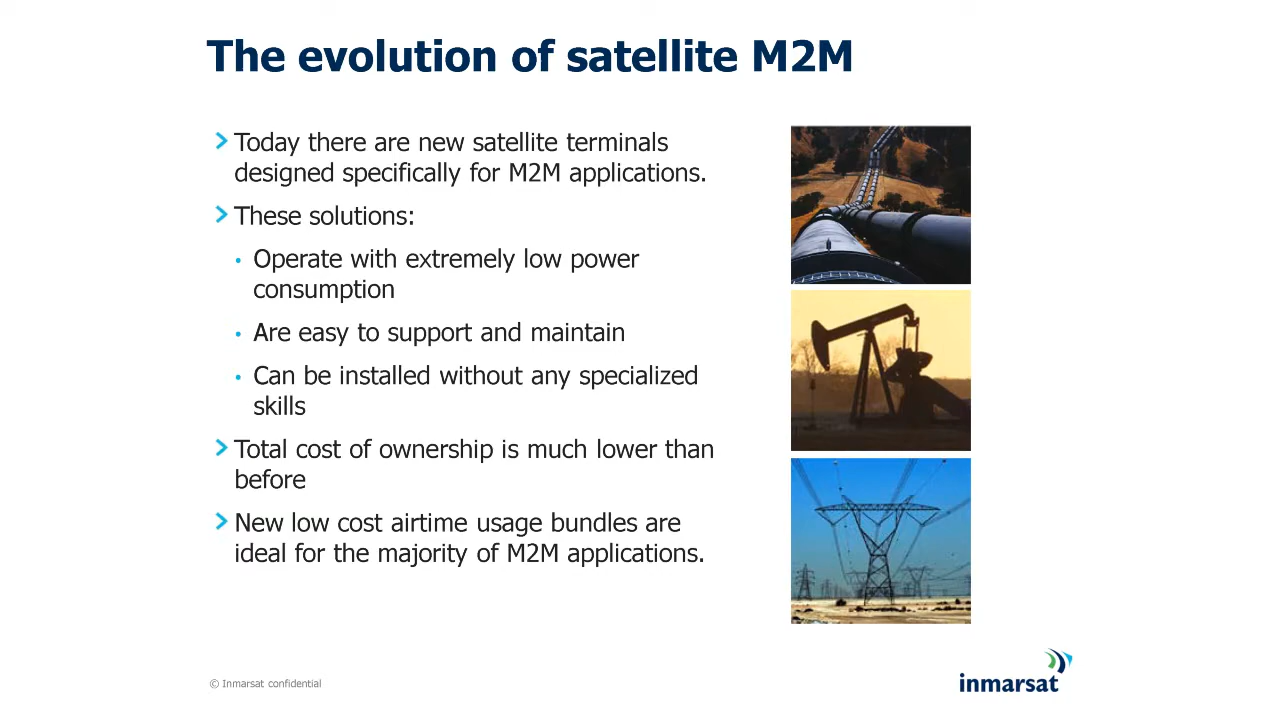 The evolution of satellite M2M
Today there are new satellite terminals
designed specifically for M2M applications.
These solutions:
Operate with extremely low power
consumption
Are easy to support and maintain
Can be installed without any specialized
skills
Total cost of ownership is much lower than
before
New low cost airtime usage bundles are
ideal for the majority of M2M applications.
© Inmarsat confidential
inmarsat